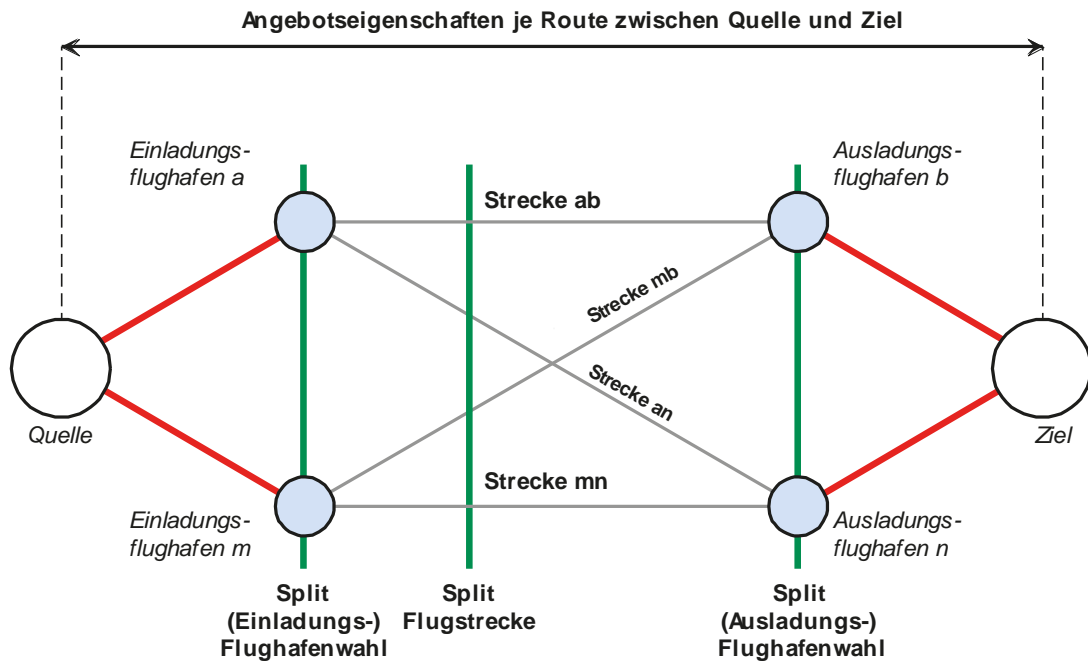 Angebotseigenschaften je Route zwischen Quelle und Ziel
Einladungs-
flughafen a
Ausladungs-
flughafen b
Strecke ab
Strecke mb
Strecke an
Quelle
Ziel
Strecke mn
Einladungs-
flughafen m
Ausladungs-
flughafen n
Split
(Einladungs-)
Flughafenwahl
Split
Flugstrecke
Split
(Ausladungs-)
Flughafenwahl